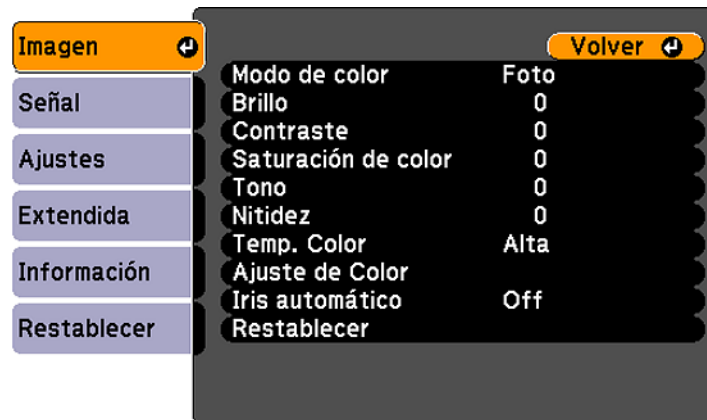 Imagen
Señal
Ajustes
Extendida
Información
Restablecer
Volver
Modo de color Foto
Brillo 0
Contraste 0
Saturación de color 0
Tono 0
Nitidez 0
Temp. Color Alta
Ajuste de Color
Iris automático Off
Restablecer